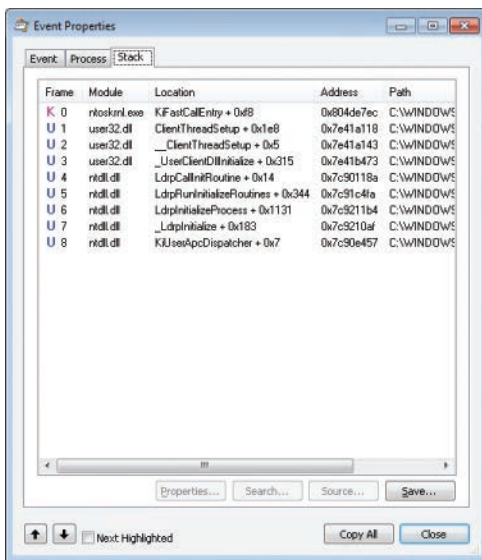 Event Properties
Event Process Stack
Frame Module Location Address Path
K 0 ntoskrnl.exe KiFastCallEntry + 0xf8 0x804de7ec C:\WINDOWS
U 1 user32.dll ClientThreadSetup + 0x1e8 0x7e41a118 C:\WINDOWS
U 2 user32.dll __ClientThreadSetup + 0x5 0x7e41a143 C:\WINDOWS
U 3 user32.dll _UserClientDllInitialize + 0x315 0x7e41b473 C:\WINDOWS
U 4 ntdll.dll LdrpCallInitRoutine + 0x14 0x7c90118a C:\WINDOWS
U 5 ntdll.dll LdrpRunInitializeRoutines + 0x344 0x7c91c4fa C:\WINDOWS
U 6 ntdll.dll LdrpInitializeProcess + 0x1131 0x7c9211b4 C:\WINDOWS
U 7 ntdll.dll _LdrpInitialize + 0x183 0x7c9210af C:\WINDOWS
U 8 ntdll.dll KiUserApcDispatcher + 0x7 0x7c90e457 C:\WINDOWS
Properties... Search... Source... Save...
Next Highlighted Copy All Close